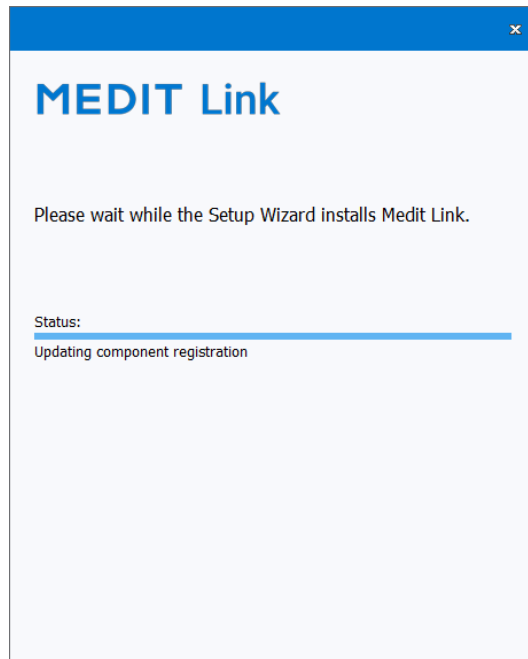 MEDIT Link
Please wait while the Setup Wizard installs Medit Link.
Status:
Updating component registration